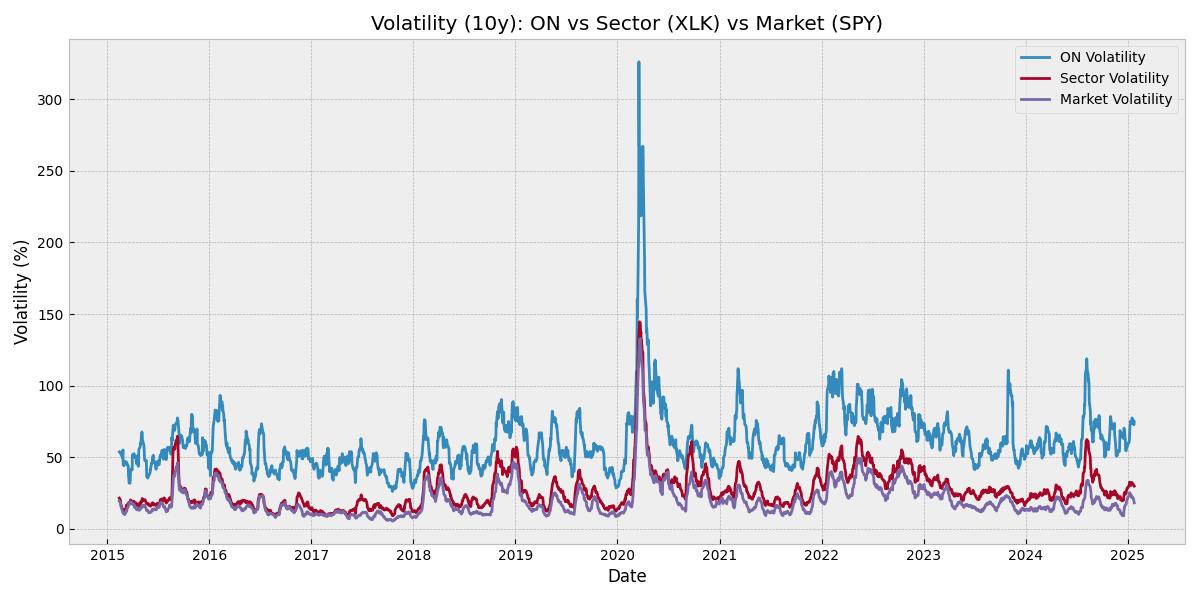 Volatility (10y): ON vs Sector (XLK) vs Market (SPY)
ON Volatility
Sector Volatility
Market Volatility
Volatility (%)
300
250
200
150
100
50
0
2015 2016 2017 2018 2019 2020 2021 2022 2023 2024 2025
Date